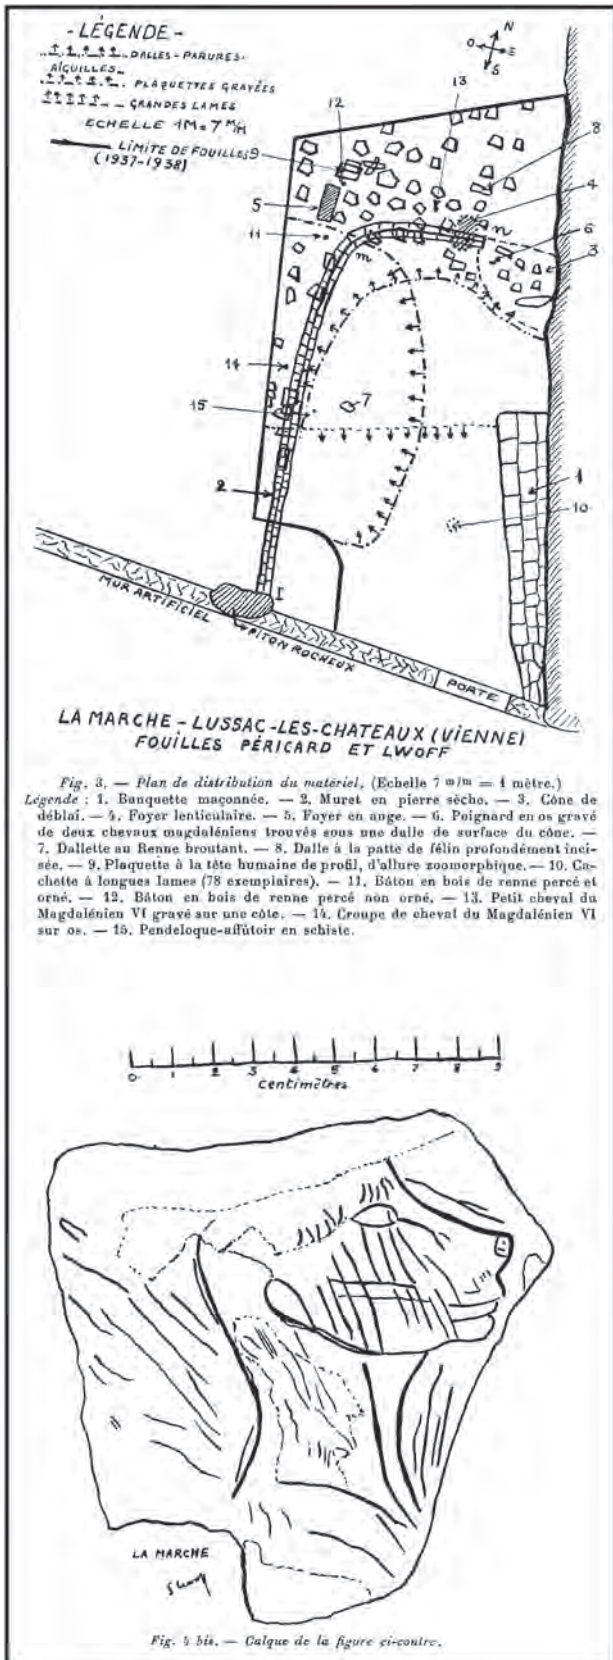 - LÉGENDE -
DALLES-PARURES.
AIGUILLES-
PLAQUETTES GRAVÉES
GRANDES LAMES
ECHELLE 1M=7 M/M
LIMITE DE FOUILLES
(1937-1938)
N
O
E
S
12
13
9
8
4
5
n
11
6
3
m
14
7
15
2
1
10
I
MUR ARTIFICIEL
PITON ROCHEUX
PORTE
LA MARCHE - LUSSAC-LES-CHATEAUX (VIENNE)
FOUILLES PÉRICARD ET LWOFF
Fig. 3. — Plan de distribution du matériel. (Echelle 7 m/m = 1 mètre.)
Légende : 1. Banquette maçonnée. — 2. Muret en pierre sèche. — 3. Cône de
déblai. — 4. Foyer lenticulaire. — 5. Foyer en auge. — 6. Poignard en os gravé
de deux chevaux magdaléniens trouvés sous une dalle de surface du cône. —
7. Dallette au Renne broutant. — 8. Dalle à la patte de félin profondément inci-
sée. — 9. Plaquette à la tête humaine de profil, d'allure zoomorphique. — 10. Ca-
chette à longues lames (78 exemplaires). — 11. Bâton en bois de renne percé et
orné. — 12. Bâton en bois de renne percé non orné. — 13. Petit cheval du
Magdalénien VI gravé sur une côte. — 14. Croupe de cheval du Magdalénien VI
sur os. — 15. Pendeloque-affûtoir en schiste.
0 1 2 3 4 5 6 7 8 9
Centimètres
LA MARCHE
Fig. 4 bis. — Calque de la figure ci-contre.